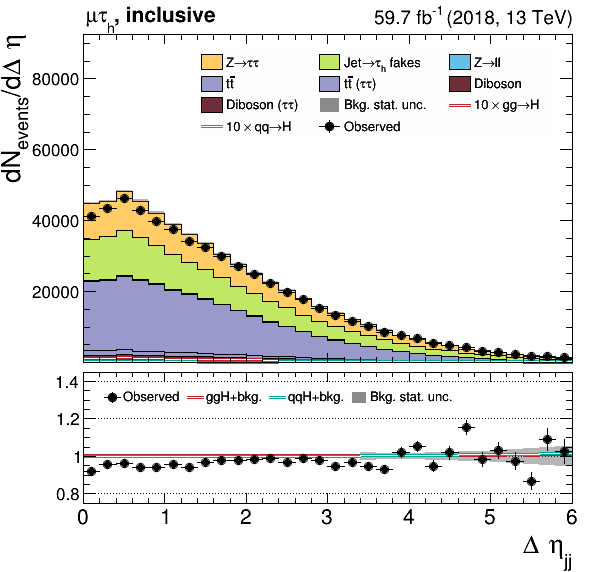 μτh, inclusive 59.7 fb-1 (2018, 13 TeV)
dNevents/dΔ η
80000
60000
40000
20000
Z→ττ Jet→τh fakes Z→ll
tt̄ tt̄ (ττ) Diboson
Diboson (ττ) Bkg. stat. unc. 10×gg→H
10×qq→H Observed
1.4
1.2
1
0.8
Observed ggH+bkg. qqH+bkg. Bkg. stat. unc.
0 1 2 3 4 5 6
Δ ηjj